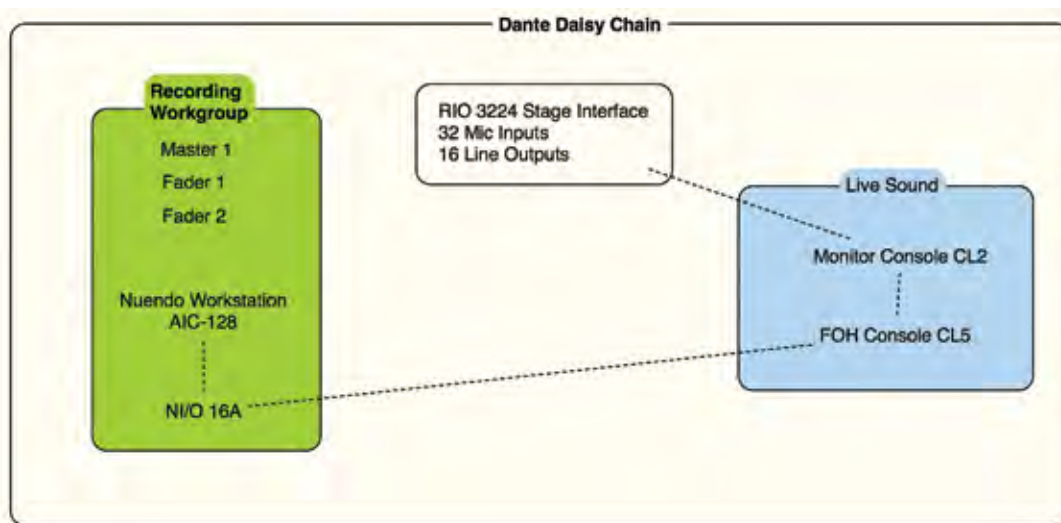 Dante Daisy Chain
Recording
Workgroup
Master 1
Fader 1
Fader 2
Nuendo Workstation
AIC-128
NI/O 16A
RIO 3224 Stage Interface
32 Mic Inputs
16 Line Outputs
Live Sound
Monitor Console CL2
FOH Console CL5